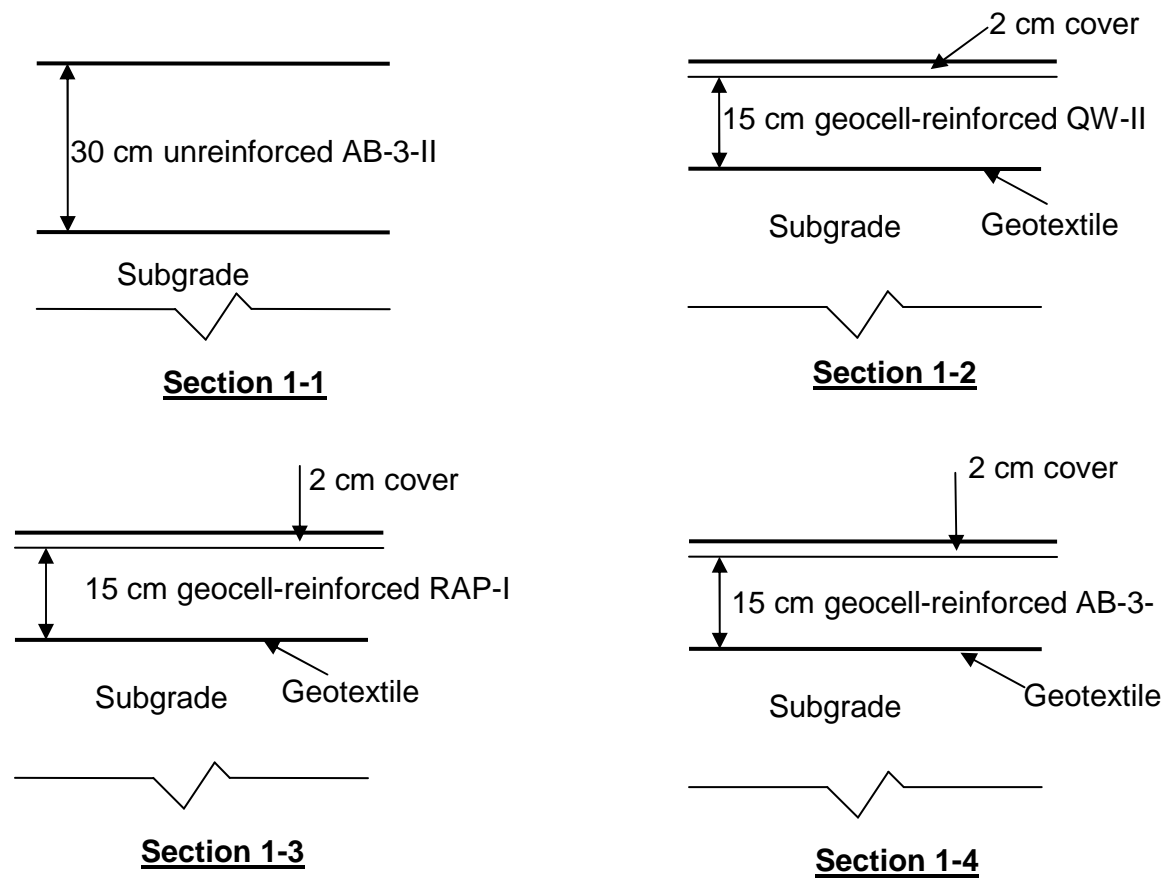 30 cm unreinforced AB-3-II
Subgrade
Section 1-1
2 cm cover
15 cm geocell-reinforced QW-II
Subgrade
Geotextile
Section 1-2
2 cm cover
15 cm geocell-reinforced RAP-I
Subgrade
Geotextile
Section 1-3
2 cm cover
15 cm geocell-reinforced AB-3-
Subgrade
Geotextile
Section 1-4